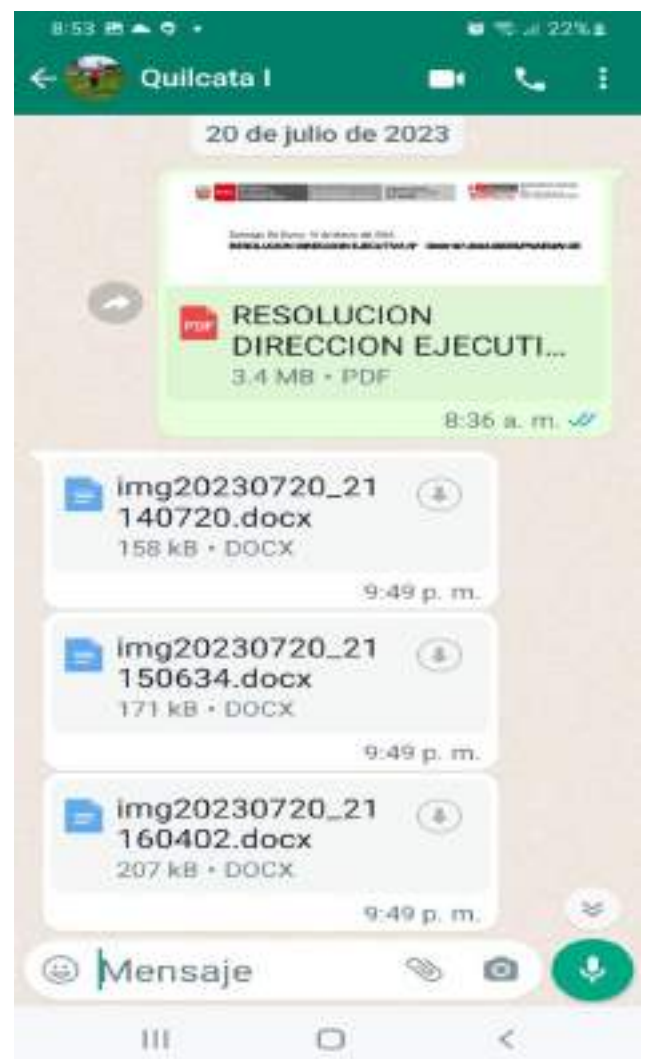 8:53
22%
Quilcata I
20 de julio de 2023
RESOLUCION
DIRECCION EJECUTI...
3.4 MB • PDF
PDF
8:36 a. m.
img20230720_21
140720.docx
158 kB • DOCX
9:49 p. m.
img20230720_21
150634.docx
171 kB • DOCX
9:49 p. m.
img20230720_21
160402.docx
207 kB • DOCX
9:49 p. m.
Mensaje